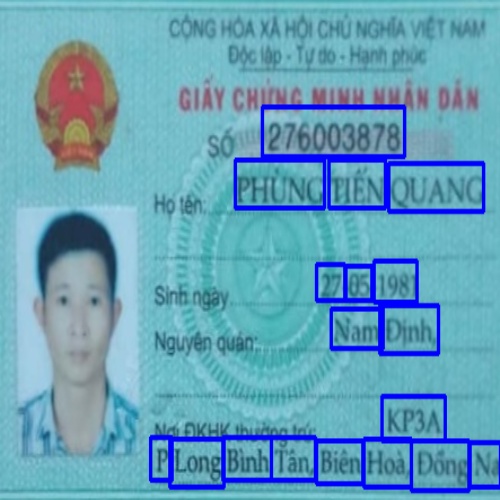 CỘNG HÒA XÃ HỘI CHỦ NGHĨA VIỆT NAM
Độc lập - Tự do - Hạnh phúc
GIẤY CHỨNG MINH NHÂN DÂN
SỐ 276003878
Họ tên: PHÙNG TIẾN QUANG
Sinh ngày 27-05-1981
Nguyên quán: Nam Định,
Nơi ĐKHK thường trú: KP3A
P Long Bình Tân, Biên Hoà, Đồng Na